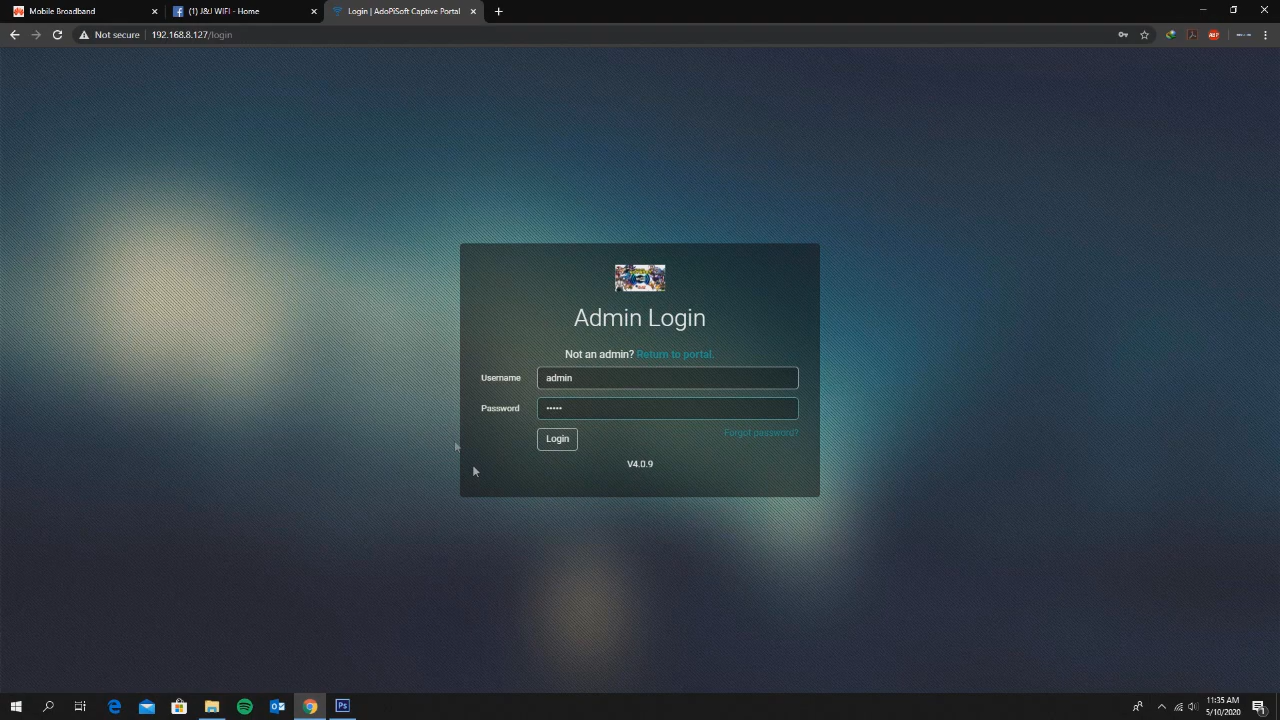 Mobile Broadband
(1) J&J WIFI - Home
Login | AdoPiSoft Captive Portal
Not secure
192.168.8.127/login
ABP
Admin Login
Not an admin? Return to portal.
Username
admin
Password
•••••
Login
Forgot password?
V4.0.9
Ps
11:35 AM
5/10/2020